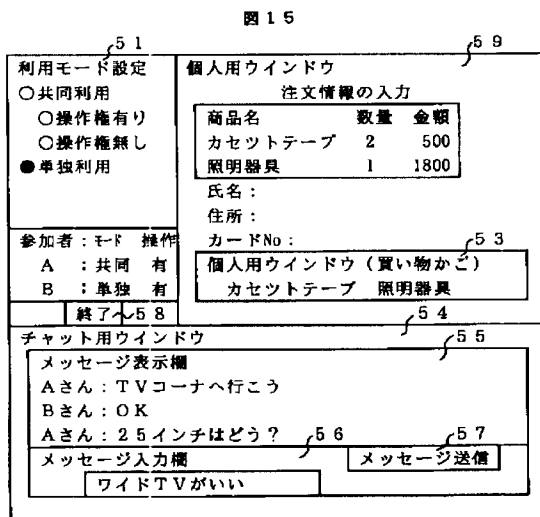 図15
51
59
利用モード設定
○共同利用
○操作権有り
○操作権無し
●単独利用
参加者:モード 操作
A :共同 有
B :単独 有
終了 58
個人用ウインドウ
注文情報の入力
商品名 数量 金額
カセットテープ 2 500
照明器具 1 1800
氏名:
住所:
カードNo:
53
個人用ウインドウ(買い物かご)
カセットテープ 照明器具
54
チャット用ウインドウ
55
メッセージ表示欄
Aさん:TVコーナへ行こう
Bさん:OK
Aさん:25インチはどう?
56
57
メッセージ入力欄
メッセージ送信
ワイドTVがいい